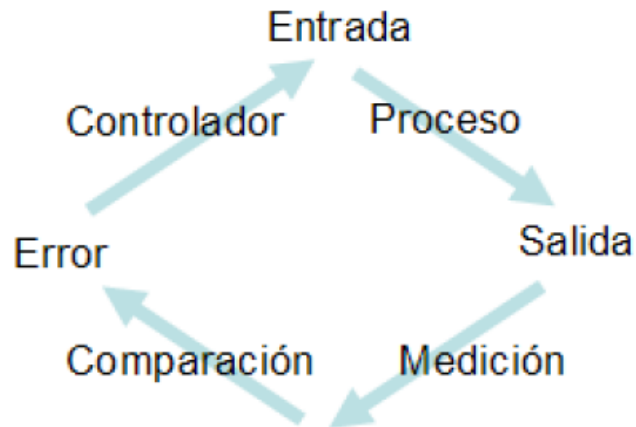 Entrada
Controlador
Proceso
Error
Salida
Comparación
Medición